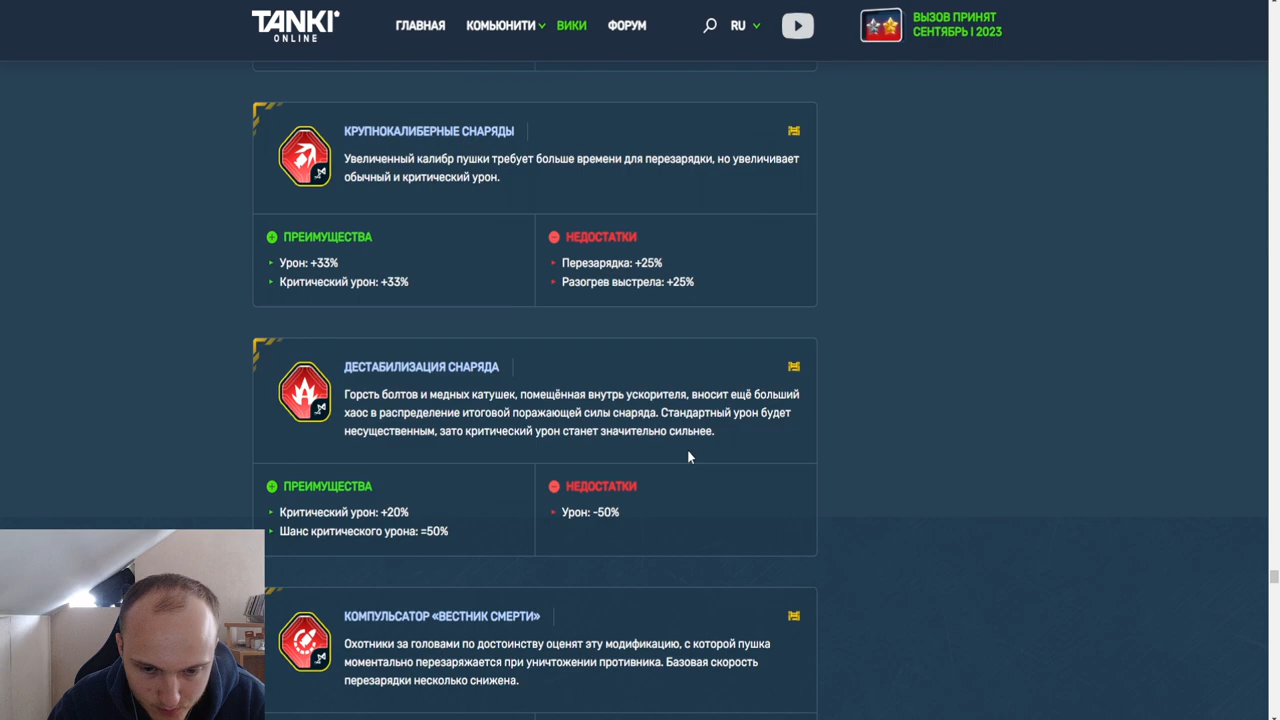 TANKI
ONLINE
ГЛАВНАЯ
КОМЬЮНИТИ
ВИКИ
ФОРУМ
RU
ВЫЗОВ ПРИНЯТ
СЕНТЯБРЬ I 2023
КРУПНОКАЛИБЕРНЫЕ СНАРЯДЫ
Увеличенный калибр пушки требует больше времени для перезарядки, но увеличивает
обычный и критический урон.
ПРЕИМУЩЕСТВА
Урон: +33%
Критический урон: +33%
НЕДОСТАТКИ
Перезарядка: +25%
Разогрев выстрела: +25%
ДЕСТАБИЛИЗАЦИЯ СНАРЯДА
Горсть болтов и медных катушек, помещённая внутрь ускорителя, вносит ещё больший
хаос в распределение итоговой поражающей силы снаряда. Стандартный урон будет
несущественным, зато критический урон станет значительно сильнее.
ПРЕИМУЩЕСТВА
Критический урон: +20%
Шанс критического урона: =50%
НЕДОСТАТКИ
Урон: -50%
КОМПУЛЬСАТОР «ВЕСТНИК СМЕРТИ»
Охотники за головами по достоинству оценят эту модификацию, с которой пушка
моментально перезаряжается при уничтожении противника. Базовая скорость
перезарядки несколько снижена.